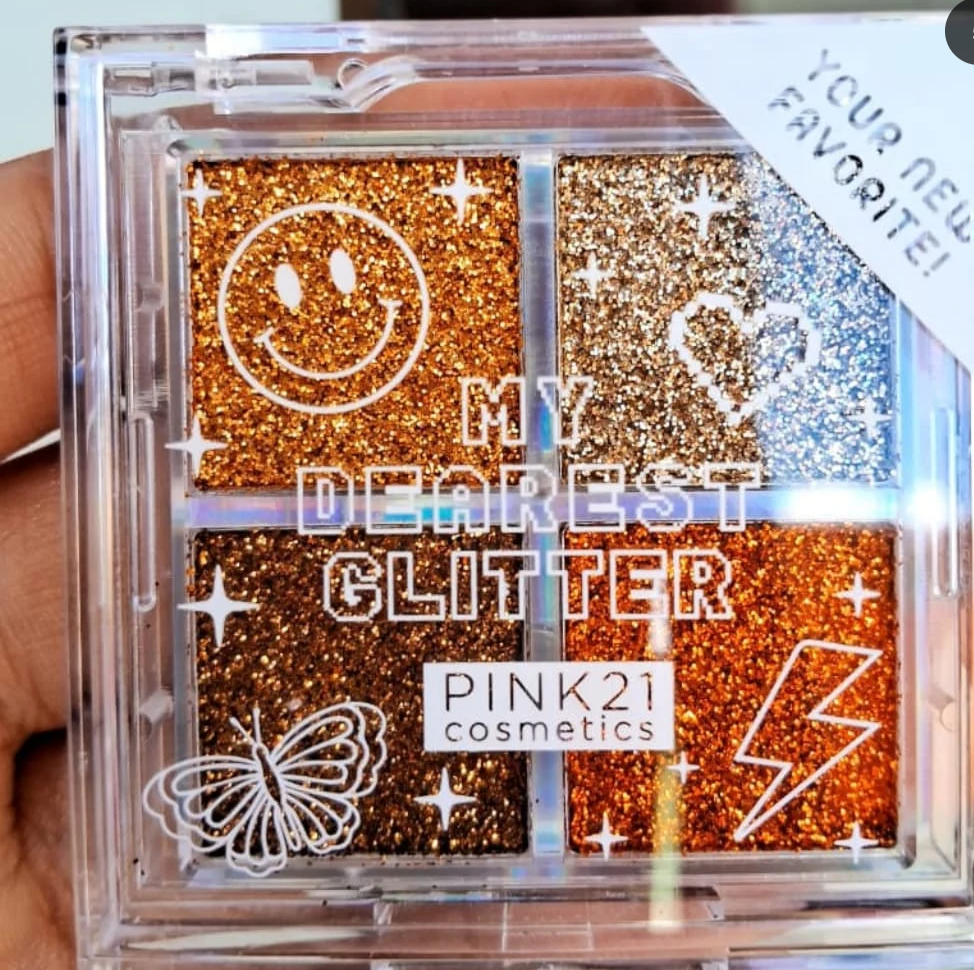 YOUR NEW
FAVORITE!
MY
DEAREST
GLITTER
PINK21
cosmetics